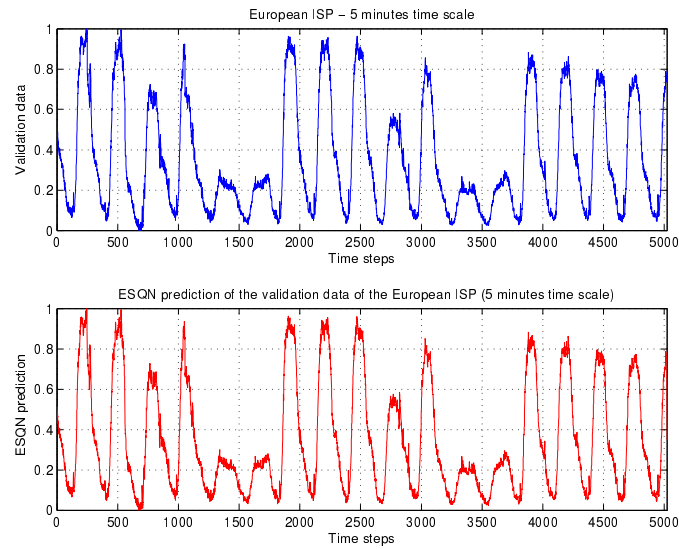 European ISP – 5 minutes time scale
1
0.8
0.6
0.4
0.2
0
Validation data
0 500 1000 1500 2000 2500 3000 3500 4000 4500 5000
Time steps
ESQN prediction of the validation data of the European ISP (5 minutes time scale)
1
0.8
0.6
0.4
0.2
0
ESQN prediction
0 500 1000 1500 2000 2500 3000 3500 4000 4500 5000
Time steps